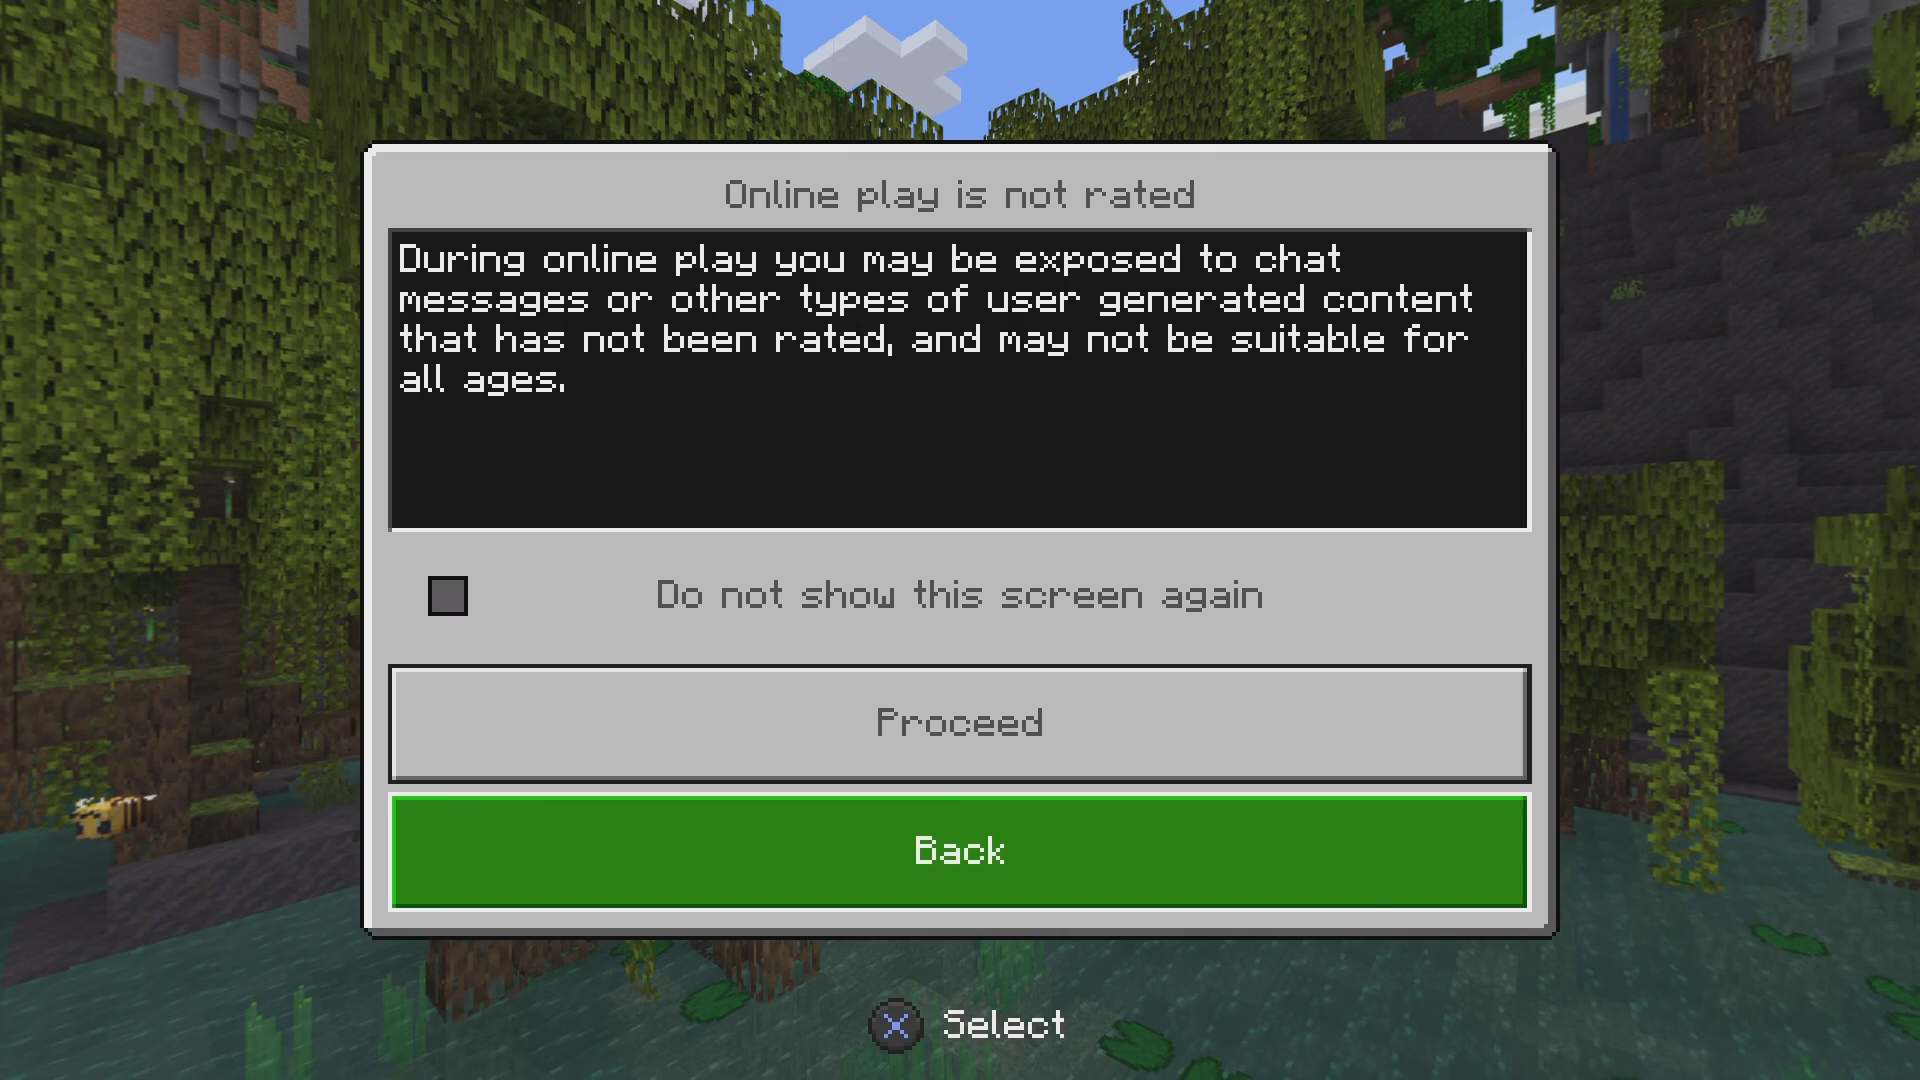 Online play is not rated
During online play you may be exposed to chat
messages or other types of user generated content
that has not been rated, and may not be suitable for
all ages.
Do not show this screen again
Proceed
Back
Select